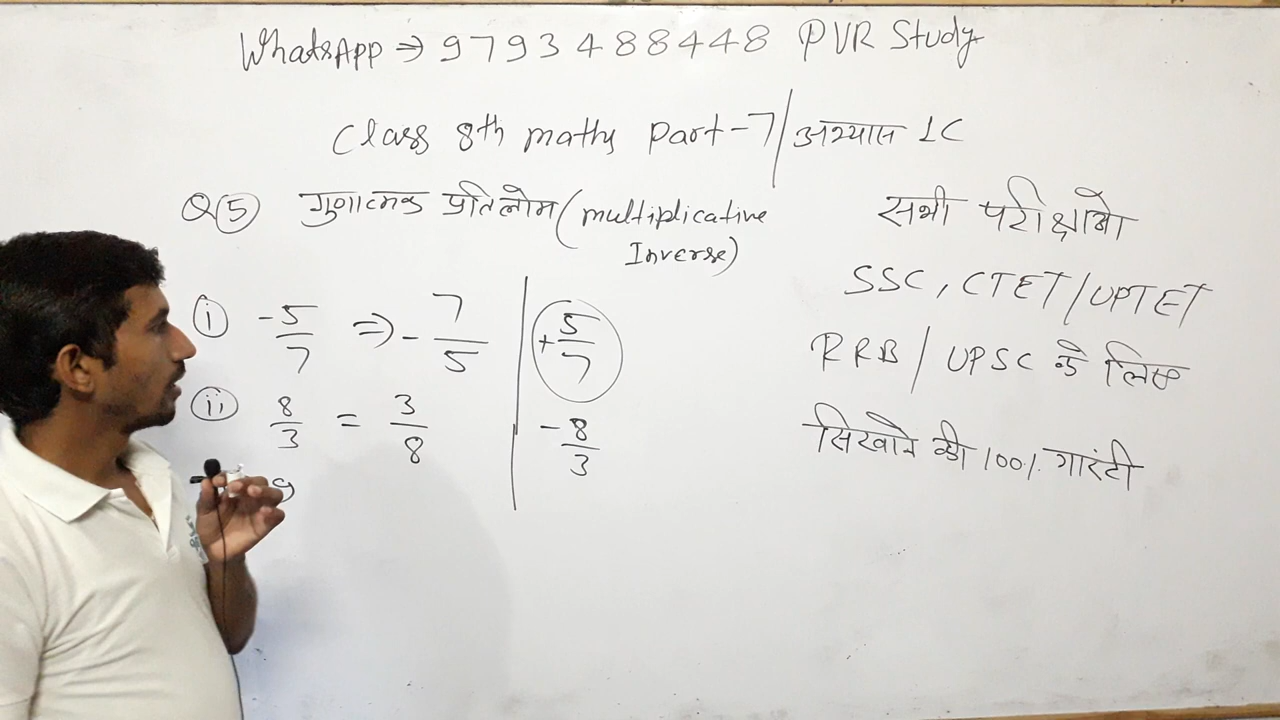 WhatsApp ⇒ 9793488448 PVR Study
Class 8th maths Part-7/ अभ्यास 1C
Q⑤ गुणात्मक प्रतिलोम (multiplicative
Inverse)
(i) -5/7 ⇒ -7/5
+5/7
(ii) 8/3 = 3/8
-8/3
9
सभी परीक्षाओ
SSC, CTET/UPTET
RRB/ UPSC के लिए
सिखाने की 100% गारंटी